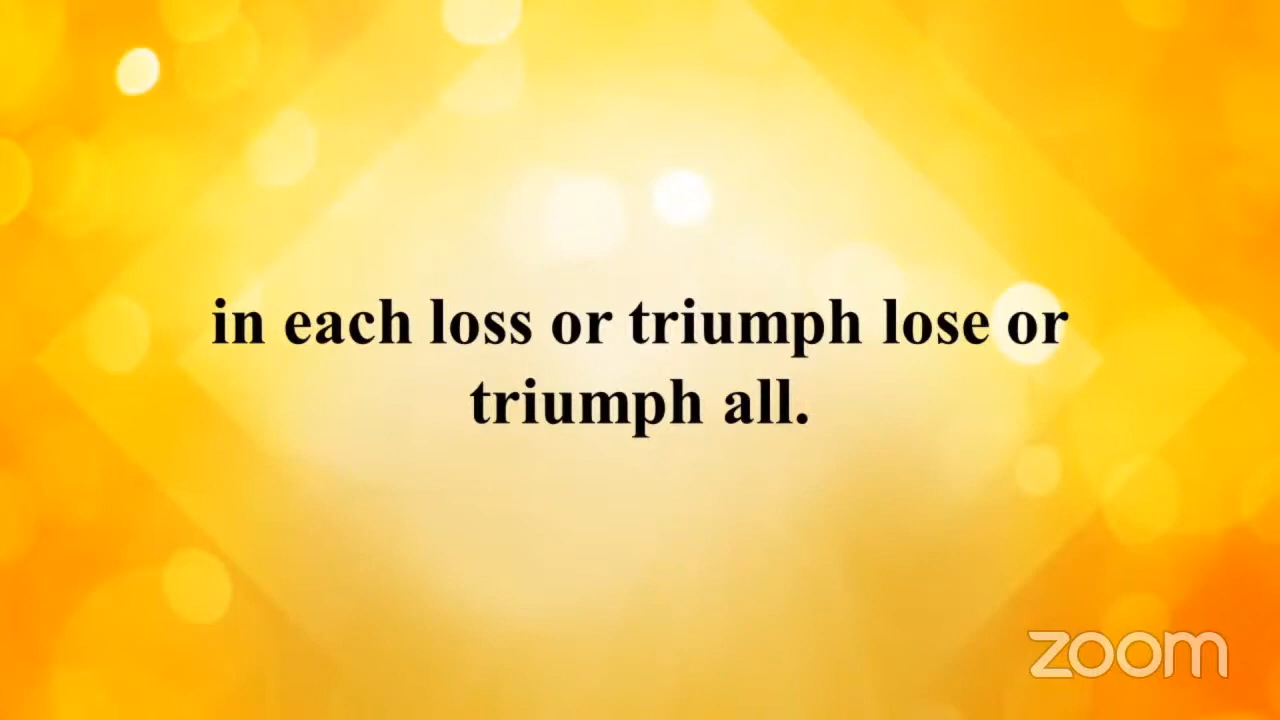 in each loss or triumph lose or
triumph all.
zoom